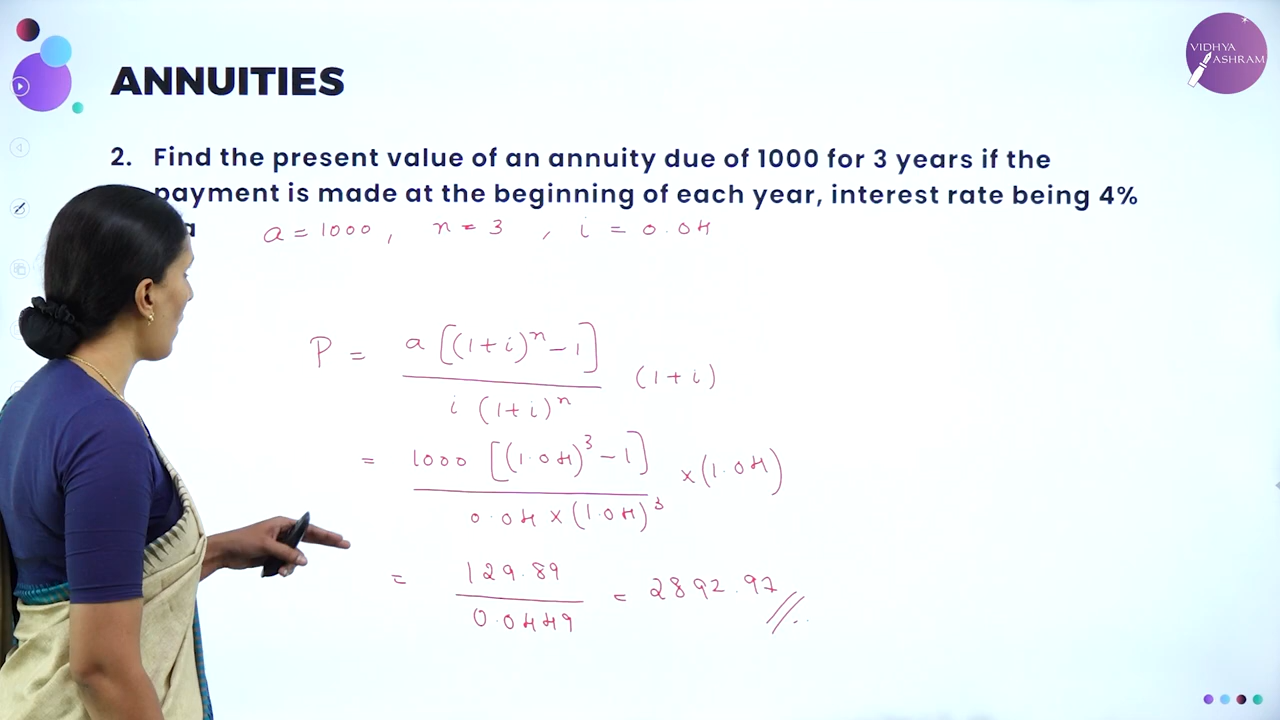 VIDHYA
ASHRAM
ANNUITIES
2. Find the present value of an annuity due of 1000 for 3 years if the
payment is made at the beginning of each year, interest rate being 4%
a = 1000, n = 3, i = 0.04
P = a [(1+i)^n - 1] / i (1+i)^n (1+i)
= 1000 [(1.04)^3 - 1] / 0.04 × (1.04)^3 × (1.04)
= 129.89 / 0.0449 = 2892.97 //.